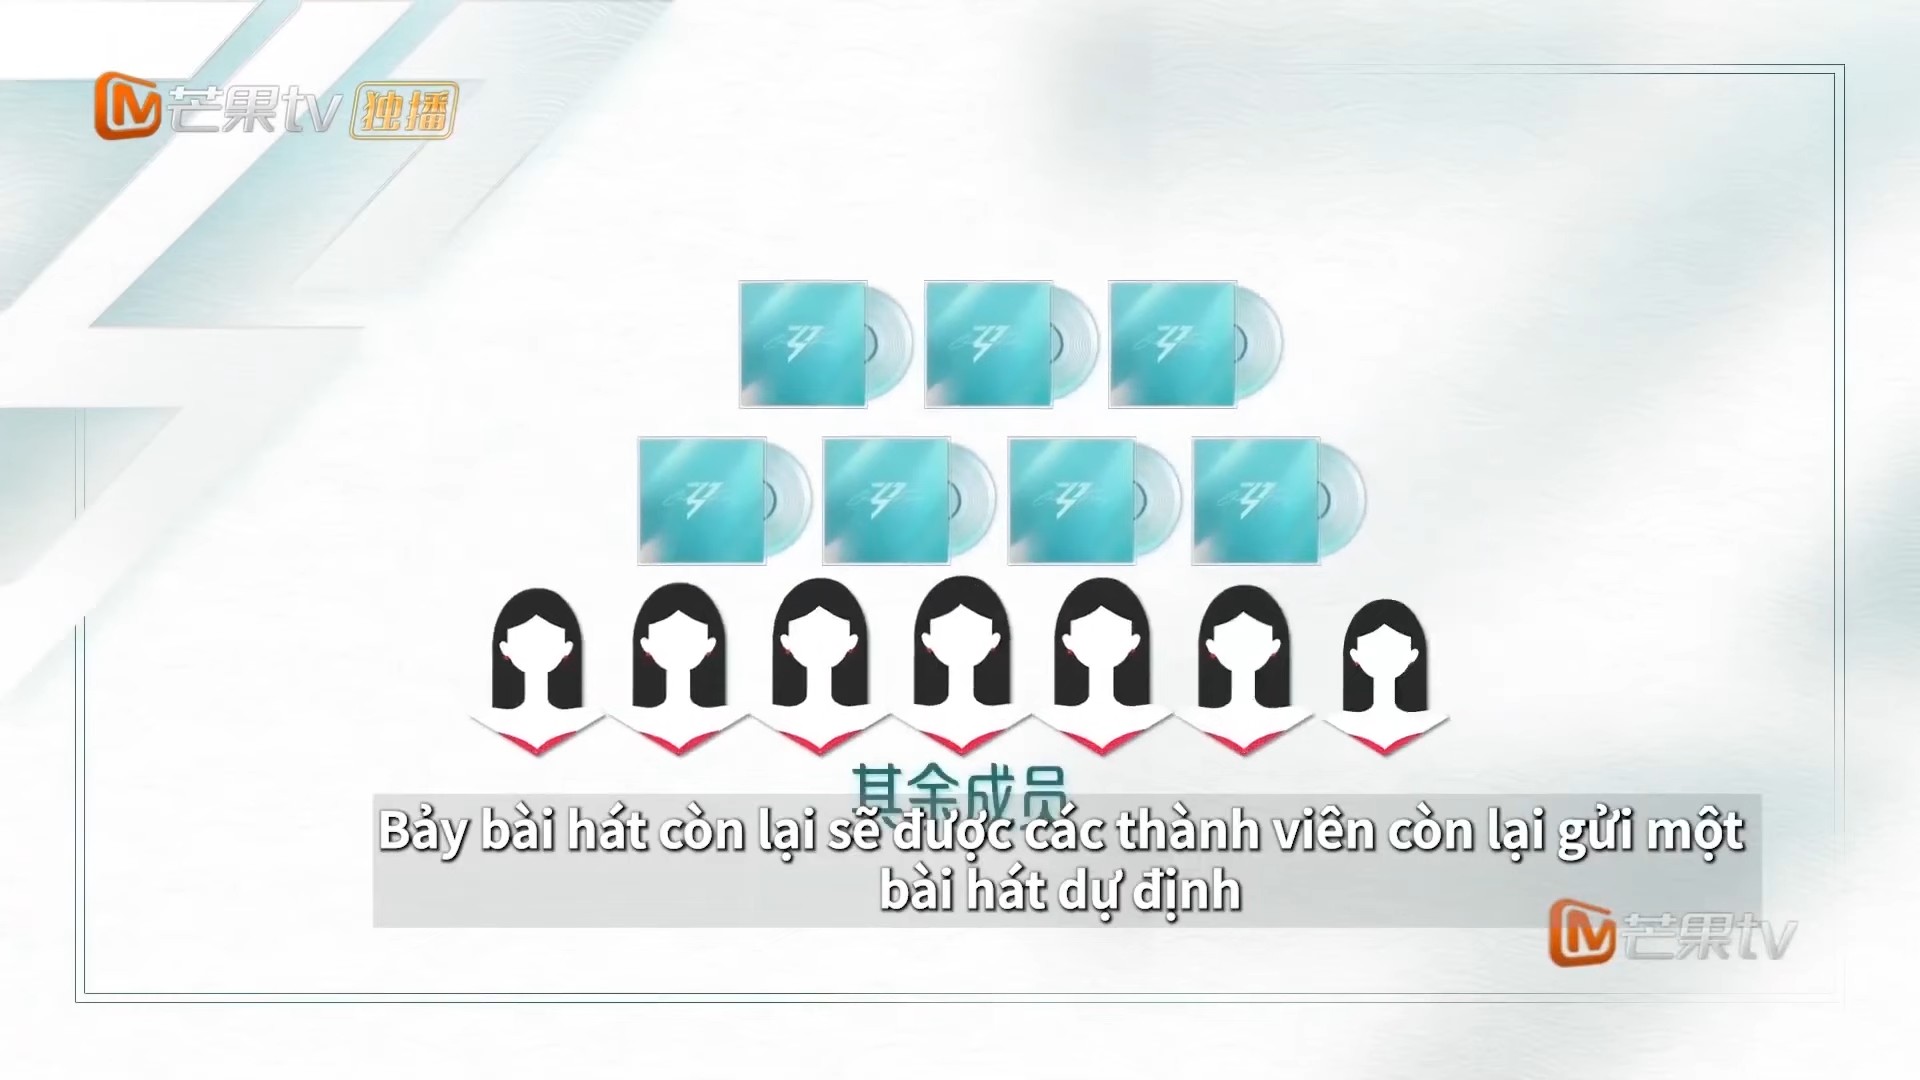 芒果tv 独播
其余成员
Bảy bài hát còn lại sẽ được các thành viên còn lại gửi một
bài hát dự định
芒果tv